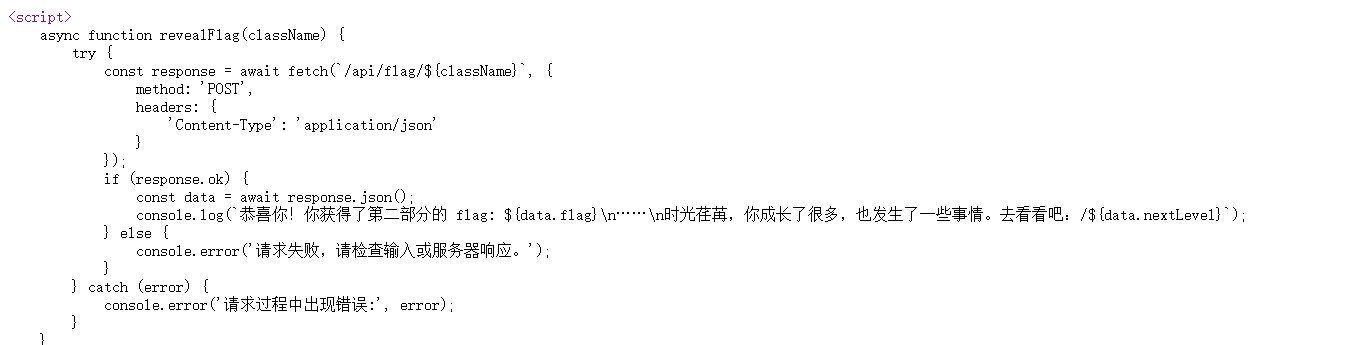 <script>
    async function revealFlag(className) {
        try {
            const response = await fetch(`/api/flag/${className}`, {
                method: 'POST',
                headers: {
                    'Content-Type': 'application/json'
                }
            });
            if (response.ok) {
                const data = await response.json();
                console.log(`恭喜你！你获得了第二部分的 flag: ${data.flag}\n……\n时光荏苒，你成长了很多，也发生了一些事情。去看看吧：/${data.nextLevel}`);
            } else {
                console.error('请求失败，请检查输入或服务器响应。');
            }
        } catch (error) {
            console.error('请求过程中出现错误:', error);
        }
    }